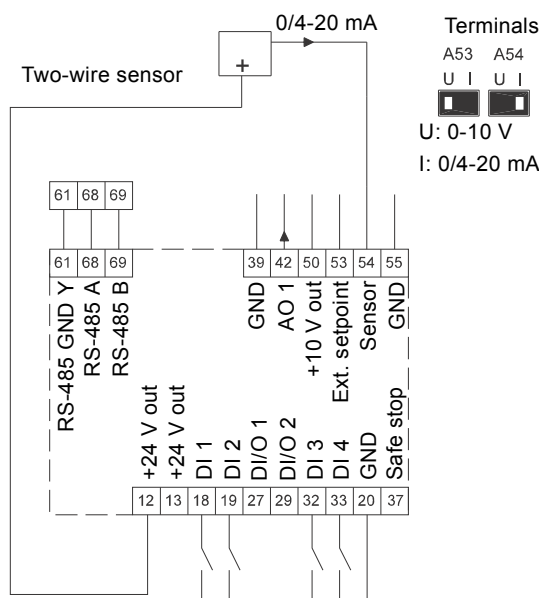 0/4-20 mA
Terminals
A53 A54
U I U I
+
Two-wire sensor
U: 0-10 V
I: 0/4-20 mA
61 68 69
61 68 69
39 42 50 53 54 55
RS-485 GND Y
RS-485 A
RS-485 B
GND
AO 1
+10 V out
Ext. setpoint
Sensor
GND
+24 V out
+24 V out
DI 1
DI 2
DI/O 1
DI/O 2
DI 3
DI 4
GND
Safe stop
12 13 18 19 27 29 32 33 20 37